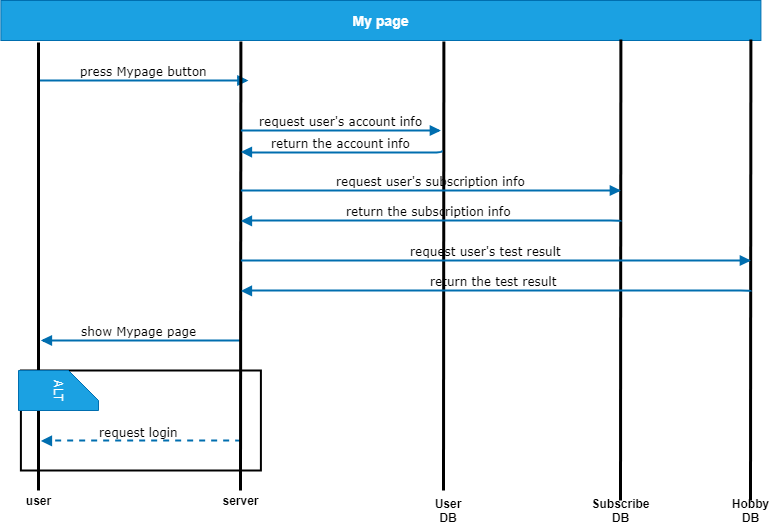 My page
press Mypage button
request user's account info
return the account info
request user's subscription info
return the subscription info
request user's test result
return the test result
show Mypage page
ALT
request login
user
server
User
DB
Subscribe
DB
Hobby
DB